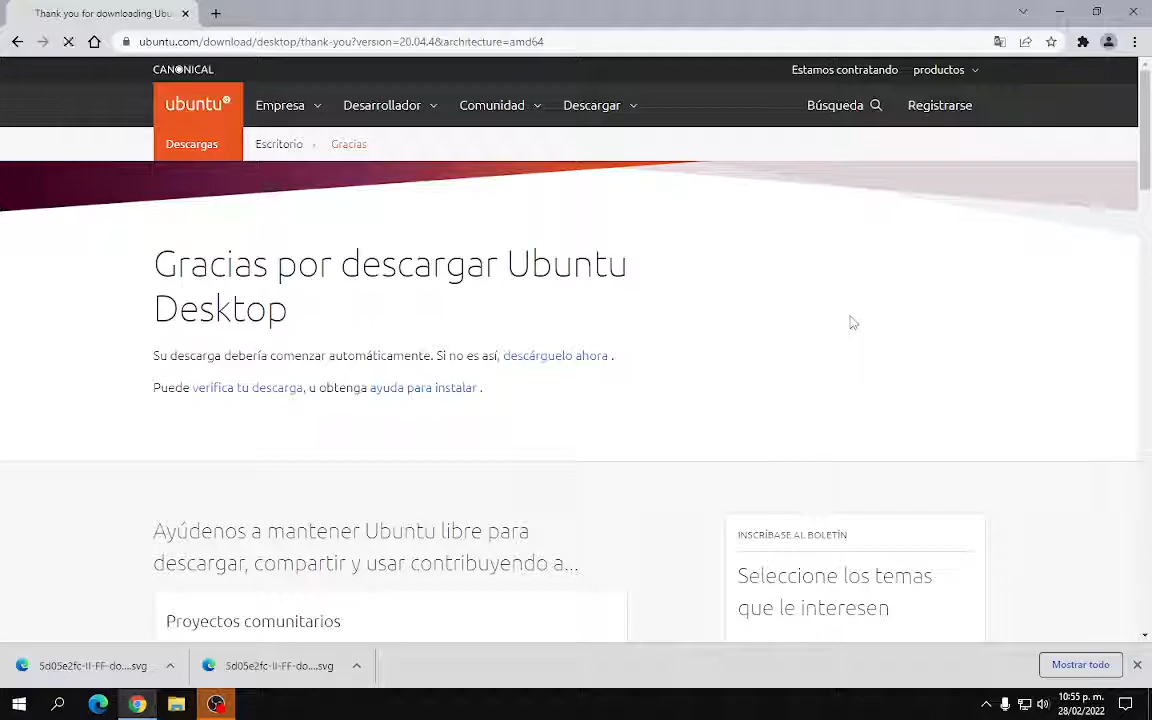 Thank you for downloading Ubu
ubuntu.com/download/desktop/thank-you?version=20.04.4&architecture=amd64
CANONICAL
Estamos contratando productos
ubuntu
Empresa Desarrollador Comunidad Descargar Búsqueda Registrarse
Descargas Escritorio › Gracias
Gracias por descargar Ubuntu
Desktop
Su descarga debería comenzar automáticamente. Si no es así, descárguelo ahora .
Puede verifica tu descarga, u obtenga ayuda para instalar .
Ayúdenos a mantener Ubuntu libre para
descargar, compartir y usar contribuyendo a...
Proyectos comunitarios
INSCRÍBASE AL BOLETÍN
Seleccione los temas
que le interesen
5d05e2fc-II-FF-do....svg 5d05e2fc-II-FF-do....svg Mostrar todo
10:55 p. m.
28/02/2022